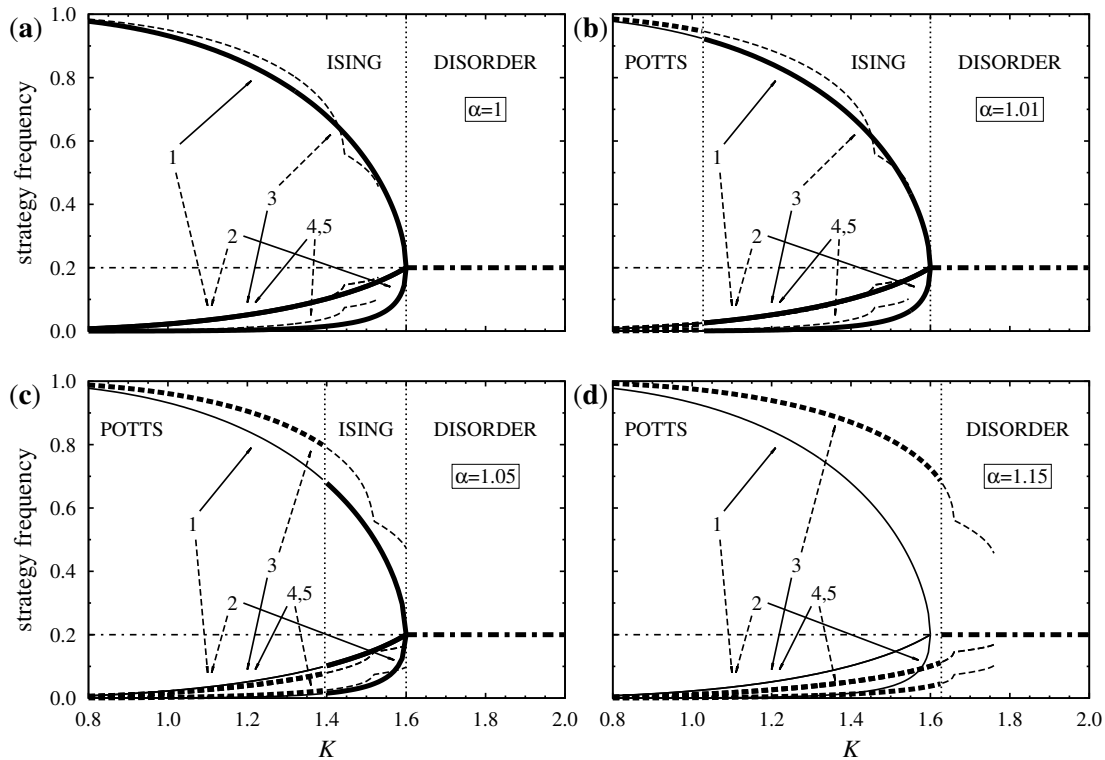 (a)
1.0
0.8
0.6
0.4
0.2
0.0
strategy frequency
ISING
DISORDER
α=1
1
3
2
4,5
(b)
POTTS
ISING
DISORDER
α=1.01
1
3
2
4,5
(c)
1.0
0.8
0.6
0.4
0.2
0.0
strategy frequency
POTTS
ISING
DISORDER
α=1.05
1
3
2
4,5
0.8
1.0
1.2
1.4
1.6
1.8
2.0
K
(d)
POTTS
DISORDER
α=1.15
1
3
2
4,5
0.8
1.0
1.2
1.4
1.6
1.8
2.0
K